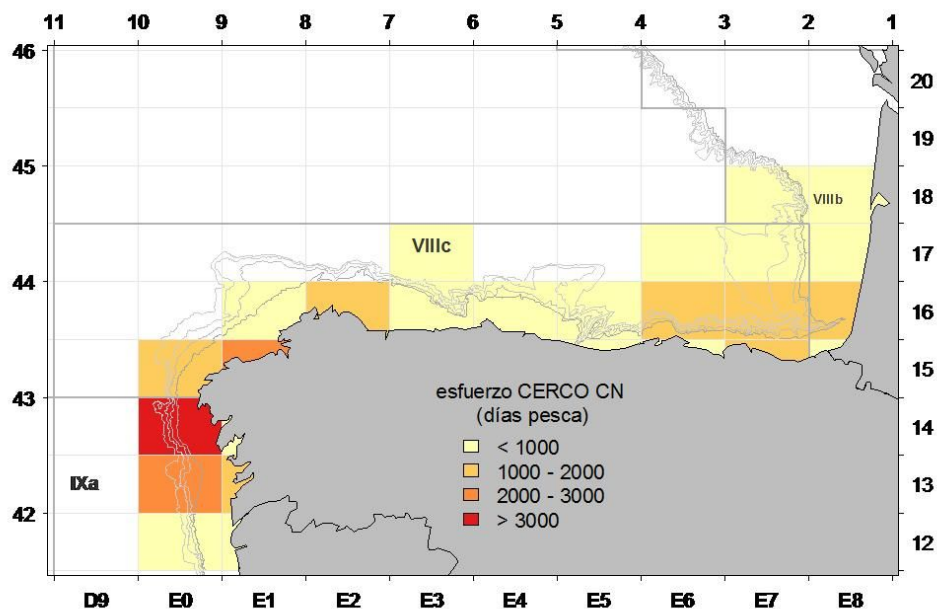 11 10 9 8 7 6 5 4 3 2 1
46
20
19
45
18
VIIIb
VIIIc
17
44
16
15
43
esfuerzo CERCO CN
(días pesca)
14
< 1000
1000 - 2000
IXa
13
2000 - 3000
42
> 3000
12
D9 E0 E1 E2 E3 E4 E5 E6 E7 E8